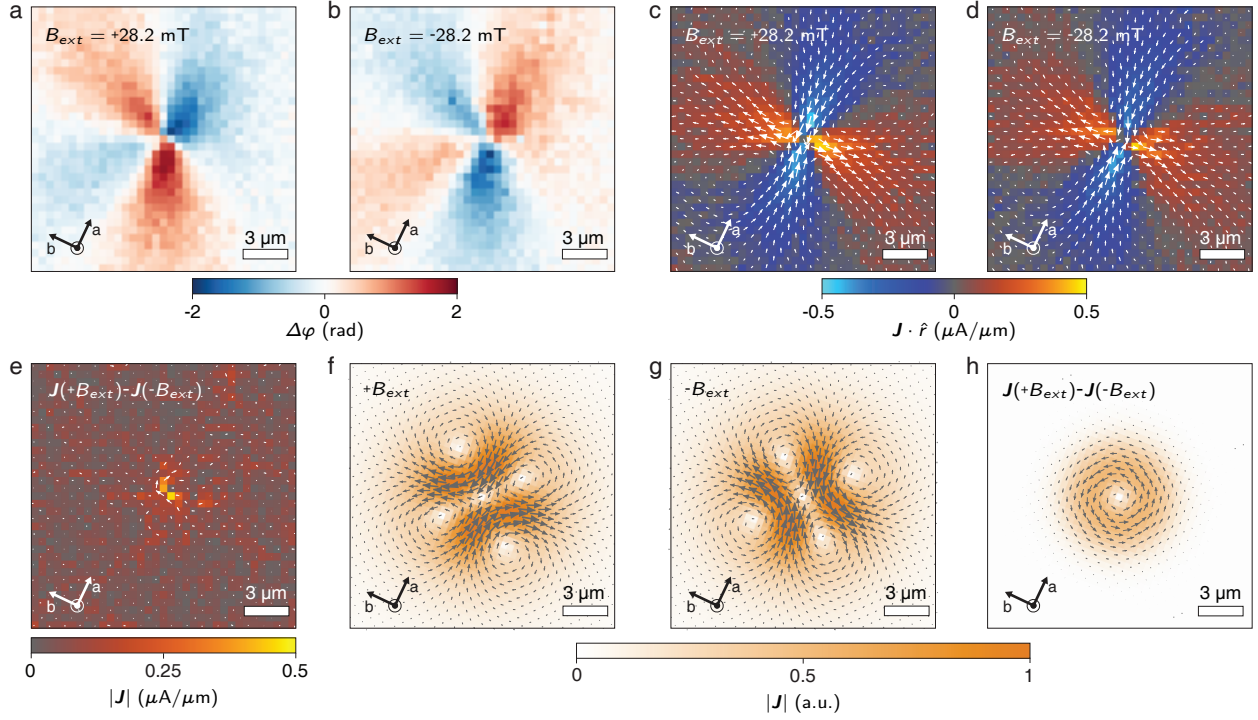 a
B_ext = +28.2 mT
b
a
3 µm
b
B_ext = -28.2 mT
b
a
3 µm
-2
0
2
Δφ (rad)
c
B_ext = +28.2 mT
b
a
3 µm
d
B_ext = -28.2 mT
b
a
3 µm
-0.5
0
0.5
J · r̂ (µA/µm)
e
J(+B_ext)-J(-B_ext)
b
a
3 µm
0
0.25
0.5
|J| (µA/µm)
f
+B_ext
b
a
3 µm
g
-B_ext
b
a
3 µm
h
J(+B_ext)-J(-B_ext)
b
a
3 µm
0
0.5
1
|J| (a.u.)